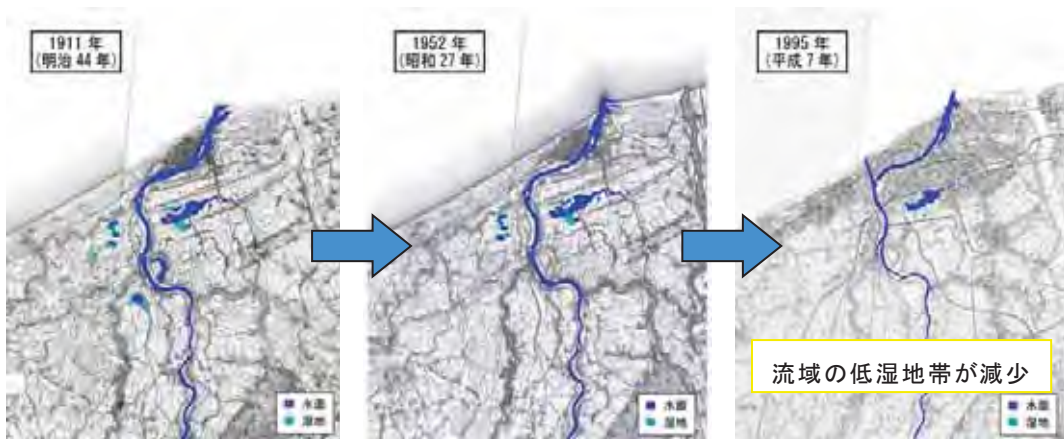 1911 年
(明治 44 年)
1952 年
(昭和 27 年)
1995 年
(平成 7 年)
流域の低湿地帯が減少
水面
湿地
水面
湿地
水面
湿地